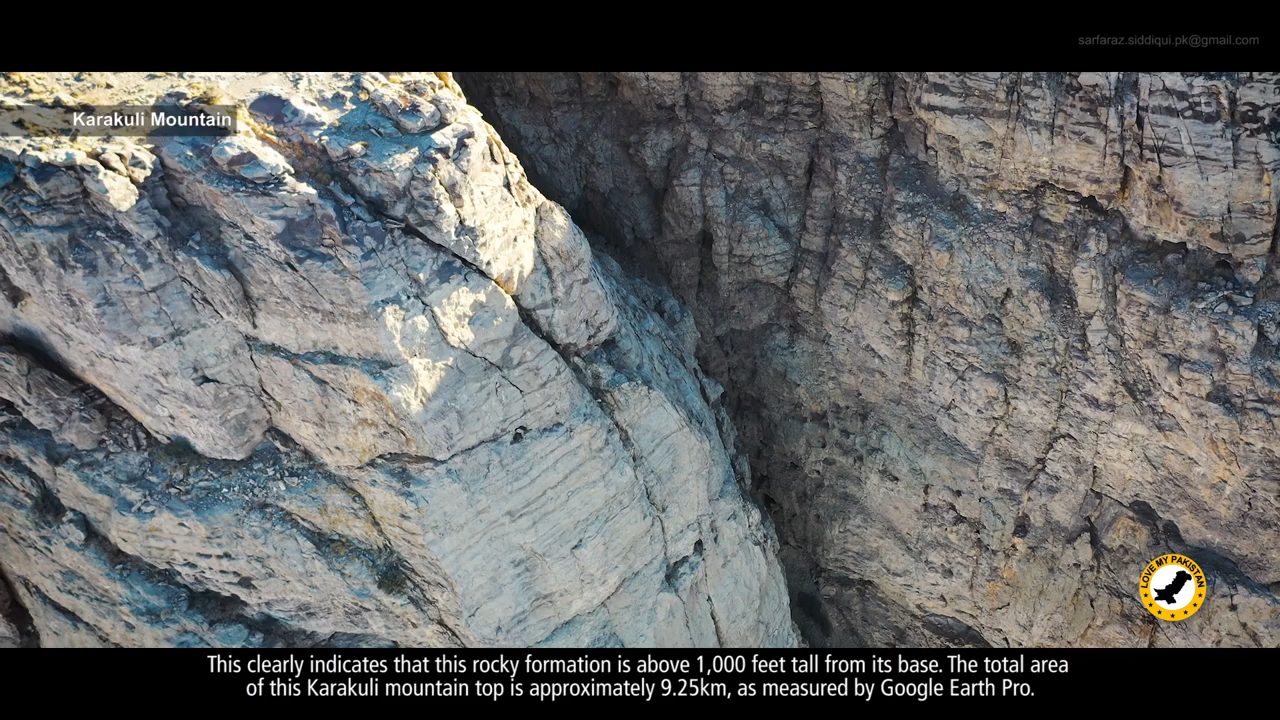 sarfaraz.siddiqui.pk@gmail.com
Karakuli Mountain
LOVE MY PAKISTAN
This clearly indicates that this rocky formation is above 1,000 feet tall from its base. The total area
of this Karakuli mountain top is approximately 9.25km, as measured by Google Earth Pro.